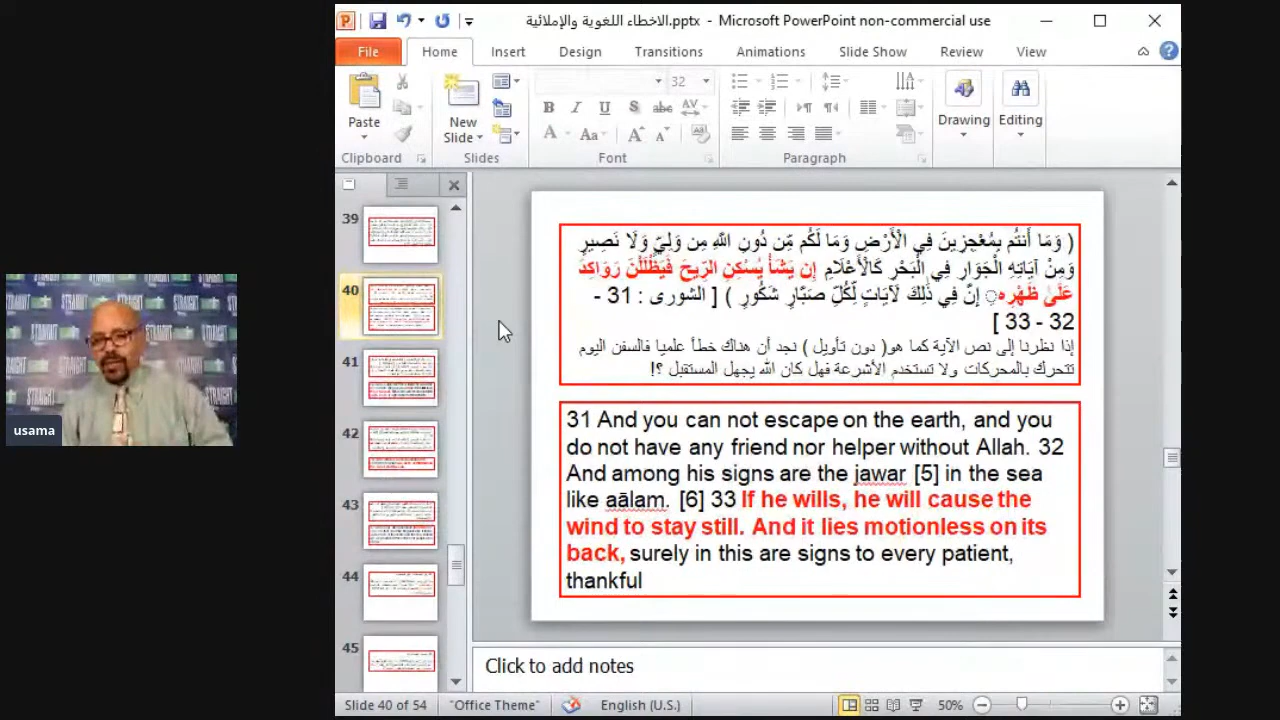 الاخطاء اللغوية والإملائية.pptx - Microsoft PowerPoint non-commercial use
File Home Insert Design Transitions Animations Slide Show Review View
32
Paste New Slide Drawing Editing
Clipboard Slides Font Paragraph
39
40
41
42
43
44
45
STRAIGHT
usama
( وَمَا أَنتُم بِمُعْجِزِينَ فِي الْأَرْضِ وَمَا لَكُم مِّن دُونِ اللَّهِ مِن وَلِيٍّ وَلَا نَصِيرٍ
وَمِنْ آيَاتِهِ الْجَوَارِ فِي الْبَحْرِ كَالْأَعْلَامِ إِن يَشَأْ يُسْكِنِ الرِّيحَ فَيَظْلَلْنَ رَوَاكِدَ
عَلَىٰ ظَهْرِهِ إِنَّ فِي ذَٰلِكَ لَآيَاتٍ لِّكُلِّ صَبَّارٍ شَكُورٍ ) [ الشورى : 31 -
32 - 33 ]
إذا نظرنا إلى نص الآية كما هو( دون تأويل ) نجد أن هناك خطأ علميا فالسفن اليوم
تتحرك بالمحركات ولا تستخدم الأشرعة فهل كان الله يجهل المستقبل ؟!
31 And you can not escape on the earth, and you
do not have any friend nor helper without Allah. 32
And among his signs are the jawar [5] in the sea
like aālam. [6] 33 If he wills, he will cause the
wind to stay still. And it lies motionless on its
back, surely in this are signs to every patient,
thankful
Click to add notes
Slide 40 of 54 "Office Theme" English (U.S.) 50%